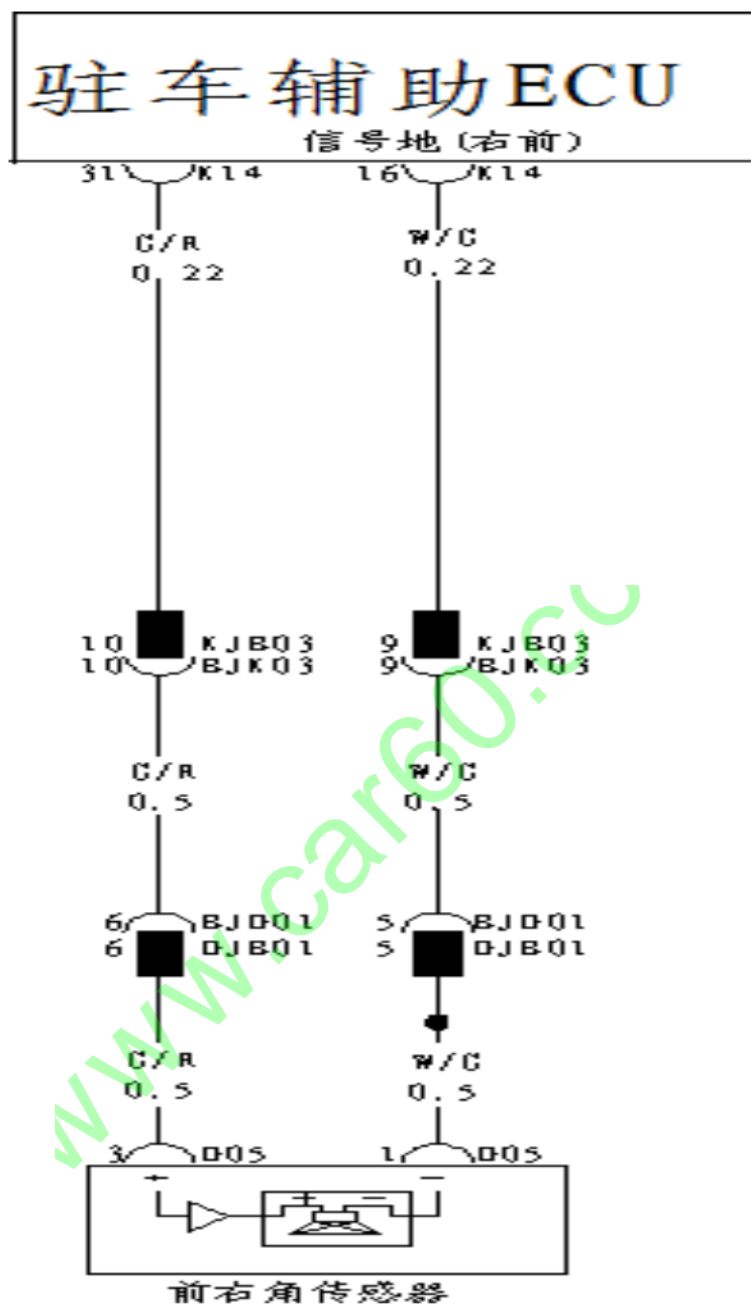 驻车辅助ECU
信号地(右前)
31 K14 16 K14
G/R W/G
0.22 0.22
10 KJB03 9 KJB03
10 BJK03 9 BJK03
G/R W/G
0.5 0.5
6 BJD01 5 BJD01
6 DJB01 5 DJB01
G/R W/G
0.5 0.5
3 D05 1 D05
+ −
+ −
前右角传感器
www.car60.co